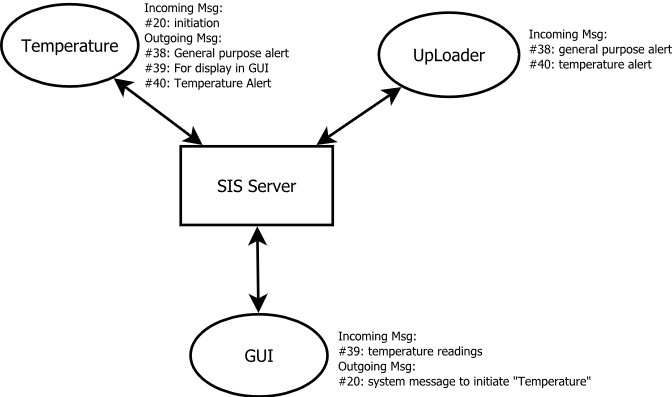 Incoming Msg:
#20: initiation
Outgoing Msg:
#38: General purpose alert
#39: For display in GUI
#40: Temperature Alert
Temperature
UpLoader
Incoming Msg:
#38: general purpose alert
#40: temperature alert
SIS Server
GUI
Incoming Msg:
#39: temperature readings
Outgoing Msg:
#20: system message to initiate "Temperature"